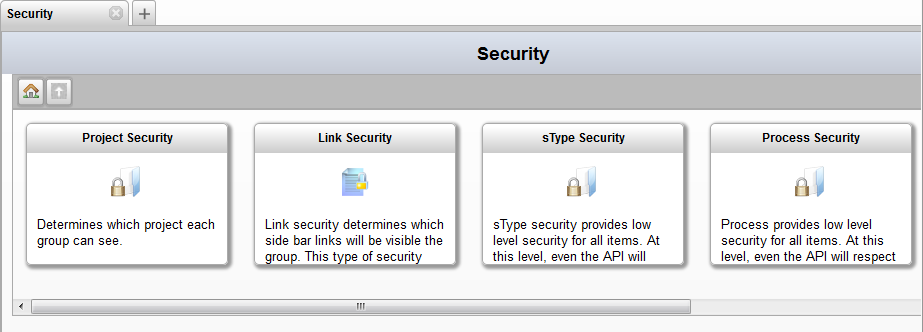 Security
Security
Project Security
Link Security
sType Security
Process Security
Determines which project each
group can see.
Link security determines which
side bar links will be visible the
group. This type of security
sType security provides low
level security for all items. At
this level, even the API will
Process provides low level
security for all items. At this
level, even the API will respect